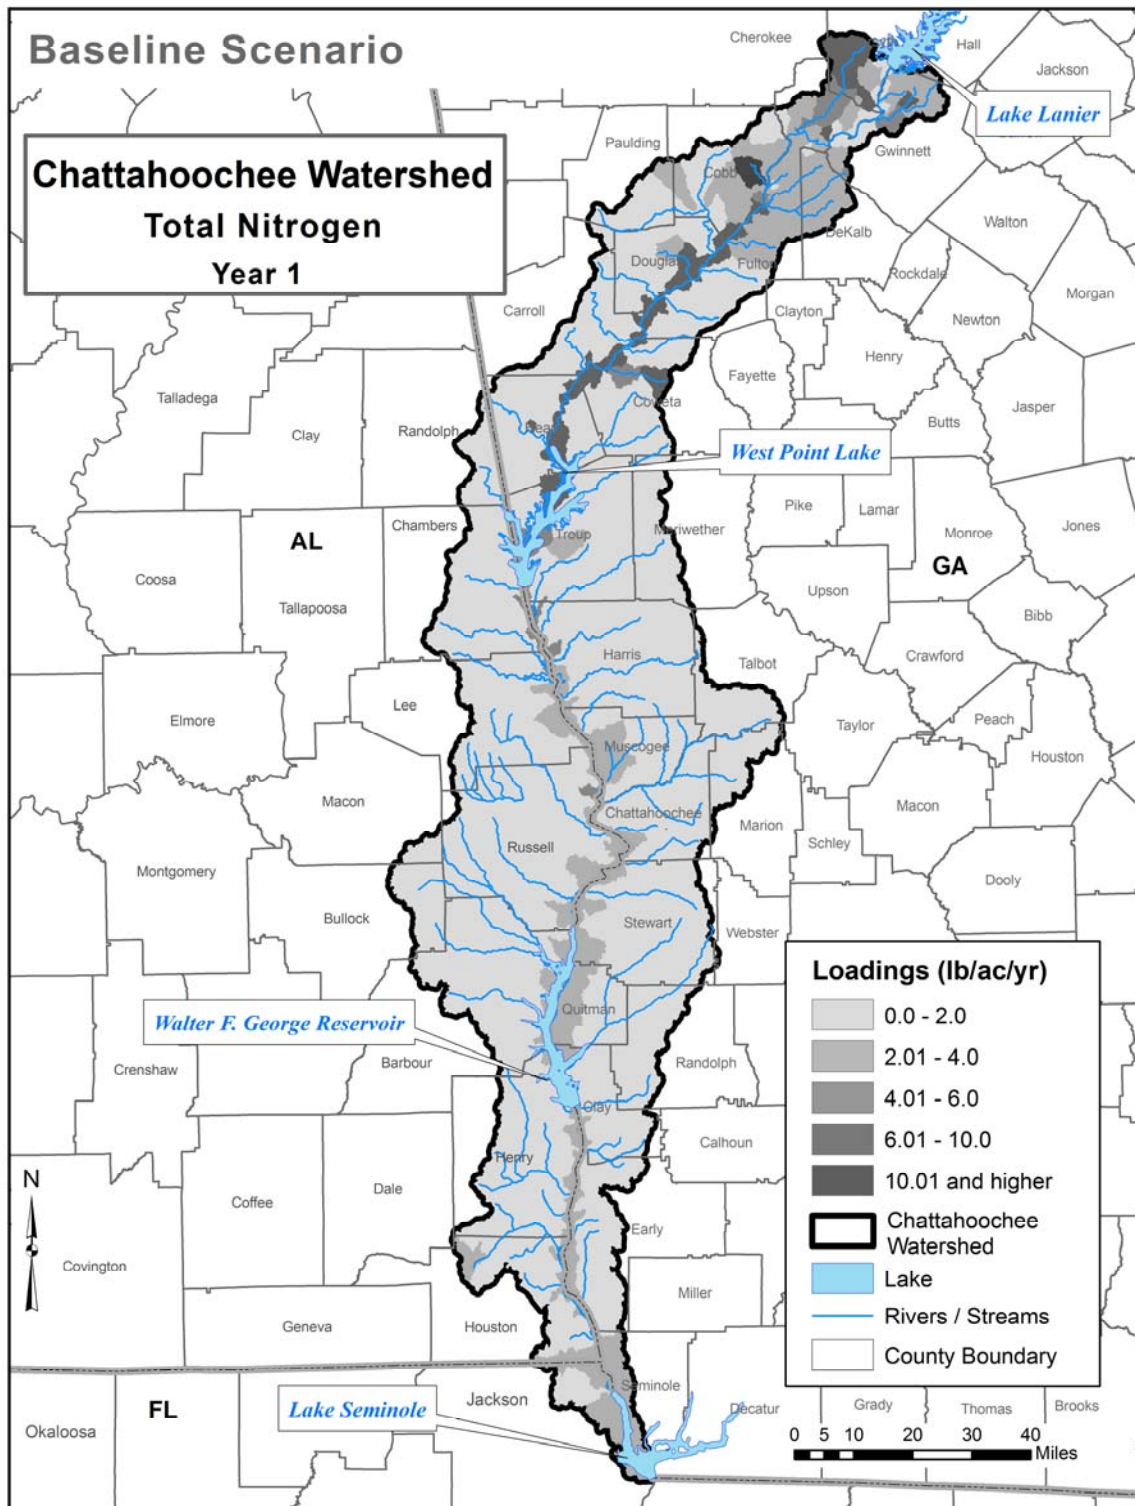 Baseline Scenario
Chattahoochee Watershed
Total Nitrogen
Year 1
Cherokee
Hall
Jackson
Lake Lanier
Paulding
Gwinnett
Cobb
Walton
DeKalb
Douglas
Fulton
Rockdale
Morgan
Carroll
Clayton
Newton
Henry
Fayette
Talladega
Coweta
Jasper
Butts
Clay
Randolph
West Point Lake
Pike
Lamar
Chambers
Troup
Meriwether
Monroe
Jones
AL
GA
Coosa
Upson
Tallapoosa
Bibb
Harris
Talbot
Crawford
Lee
Elmore
Peach
Taylor
Muscogee
Houston
Macon
Macon
Chattahoochee
Marion
Schley
Russell
Montgomery
Dooly
Bullock
Stewart
Webster
Quitman
Walter F. George Reservoir
Barbour
Crenshaw
Randolph
Clay
Calhoun
Henry
Coffee
Dale
Early
Covington
Miller
Geneva
Houston
Seminole
Jackson
Decatur
Grady
Thomas
Brooks
FL
Lake Seminole
Okaloosa
Loadings (lb/ac/yr)
0.0 - 2.0
2.01 - 4.0
4.01 - 6.0
6.01 - 10.0
10.01 and higher
Chattahoochee
Watershed
Lake
Rivers / Streams
County Boundary
N
0 5 10 20 30 40
Miles